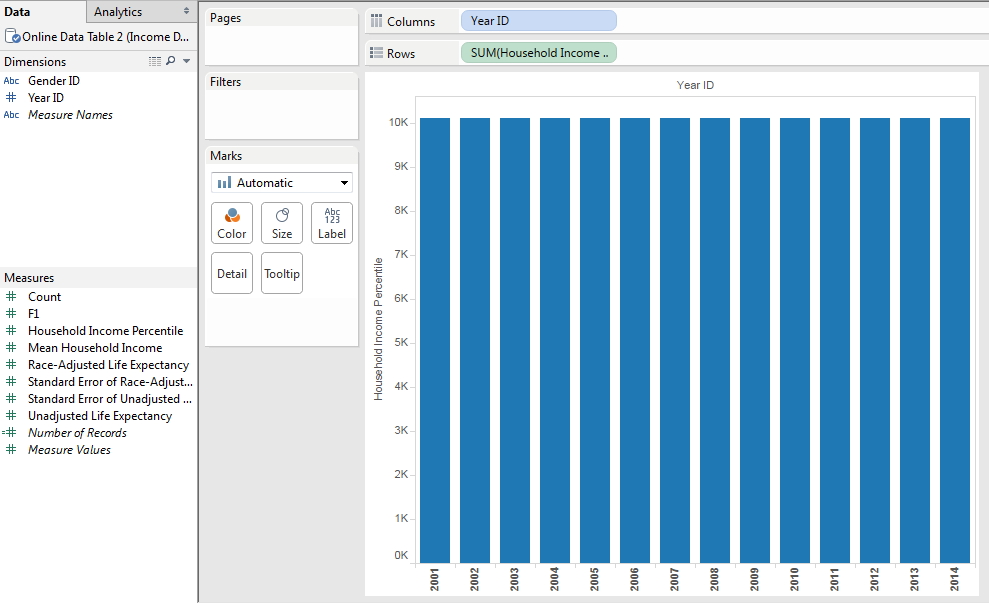 Data
Analytics
Online Data Table 2 (Income D...
Dimensions
Abc Gender ID
# Year ID
Abc Measure Names
Measures
# Count
# F1
# Household Income Percentile
# Mean Household Income
# Race-Adjusted Life Expectancy
# Standard Error of Race-Adjust...
# Standard Error of Unadjusted ...
# Unadjusted Life Expectancy
=# Number of Records
# Measure Values
Pages
Filters
Marks
Automatic
Color
Size
Abc
123
Label
Detail
Tooltip
Columns
Year ID
Rows
SUM(Household Income ..
Year ID
Household Income Percentile
10K
9K
8K
7K
6K
5K
4K
3K
2K
1K
0K
2001
2002
2003
2004
2005
2006
2007
2008
2009
2010
2011
2012
2013
2014